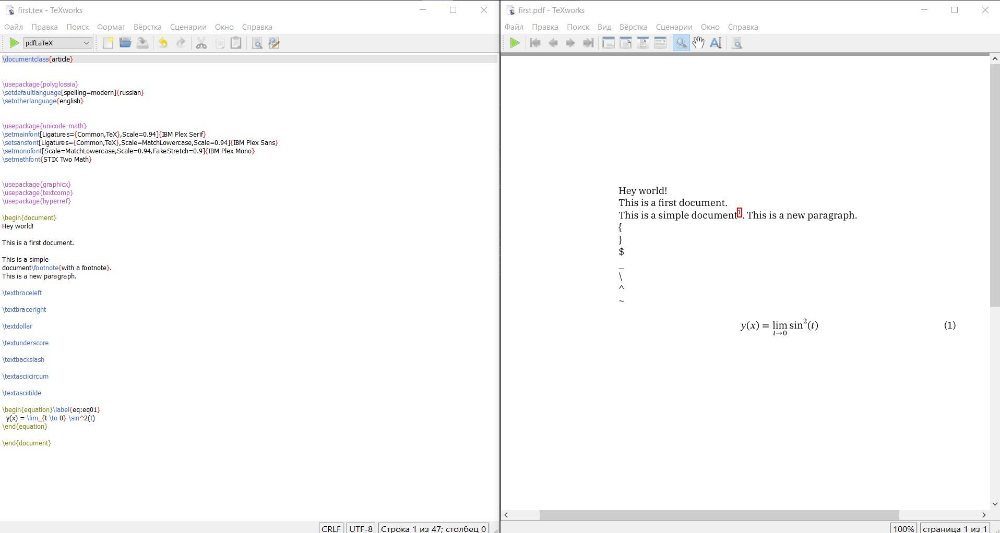 first.tex - TeXworks
Файл Правка Поиск Формат Вёрстка Сценарии Окно Справка
pdfLaTeX
\documentclass{article}
\usepackage{polyglossia}
\setdefaultlanguage[spelling=modern]{russian}
\setotherlanguage{english}
\usepackage{unicode-math}
\setmainfont[Ligatures={Common,TeX},Scale=0.94]{IBM Plex Serif}
\setsansfont[Ligatures={Common,TeX},Scale=MatchLowercase,Scale=0.94]{IBM Plex Sans}
\setmonofont[Scale=MatchLowercase,Scale=0.94,FakeStretch=0.9]{IBM Plex Mono}
\setmathfont{STIX Two Math}
\usepackage{graphicx}
\usepackage{textcomp}
\usepackage{hyperref}
\begin{document}
Hey world!
This is a first document.
This is a simple
document\footnote{with a footnote}.
This is a new paragraph.
\textbraceleft
\textbraceright
\textdollar
\textunderscore
\textbackslash
\textasciicircum
\textasciitilde
\begin{equation}\label{eq:eq01}
y(x) = \lim_{t \to 0} \sin^2(t)
\end{equation}
\end{document}
CRLF UTF-8 Строка 1 из 47; столбец 0
first.pdf - TeXworks
Файл Правка Поиск Вид Вёрстка Сценарии Окно Справка
Hey world!
This is a first document.
This is a simple document1. This is a new paragraph.
{
}
$
_
\
^
~
y(x) = lim t→0 sin²(t) (1)
100% страница 1 из 1